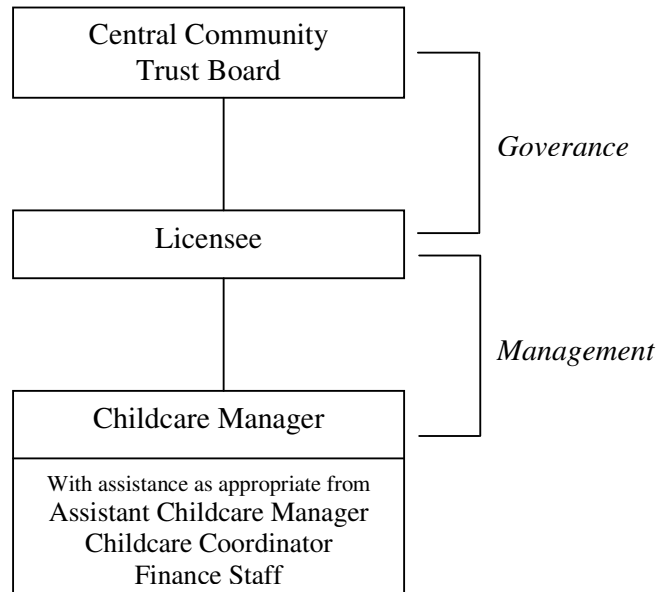 Central Community
Trust Board
Goverance
Licensee
Management
Childcare Manager
With assistance as appropriate from
Assistant Childcare Manager
Childcare Coordinator
Finance Staff